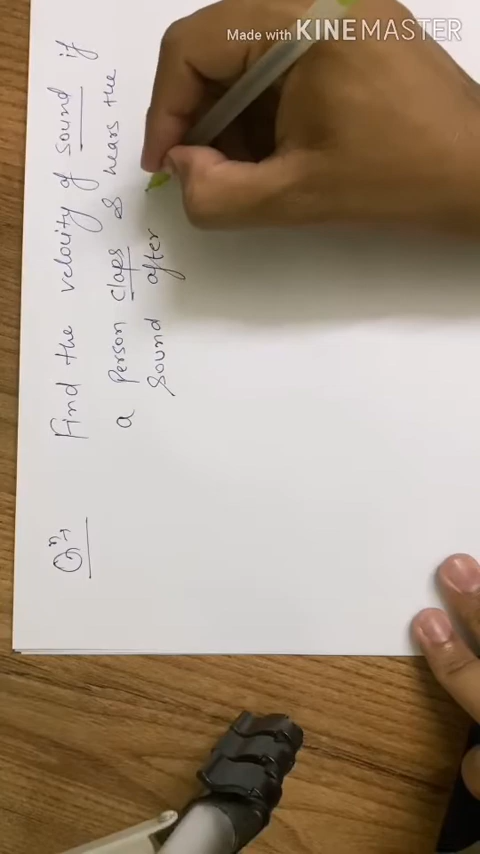 Made with KINEMASTER
Qn→ Find the velocity of sound if
a person claps & hears the
sound after